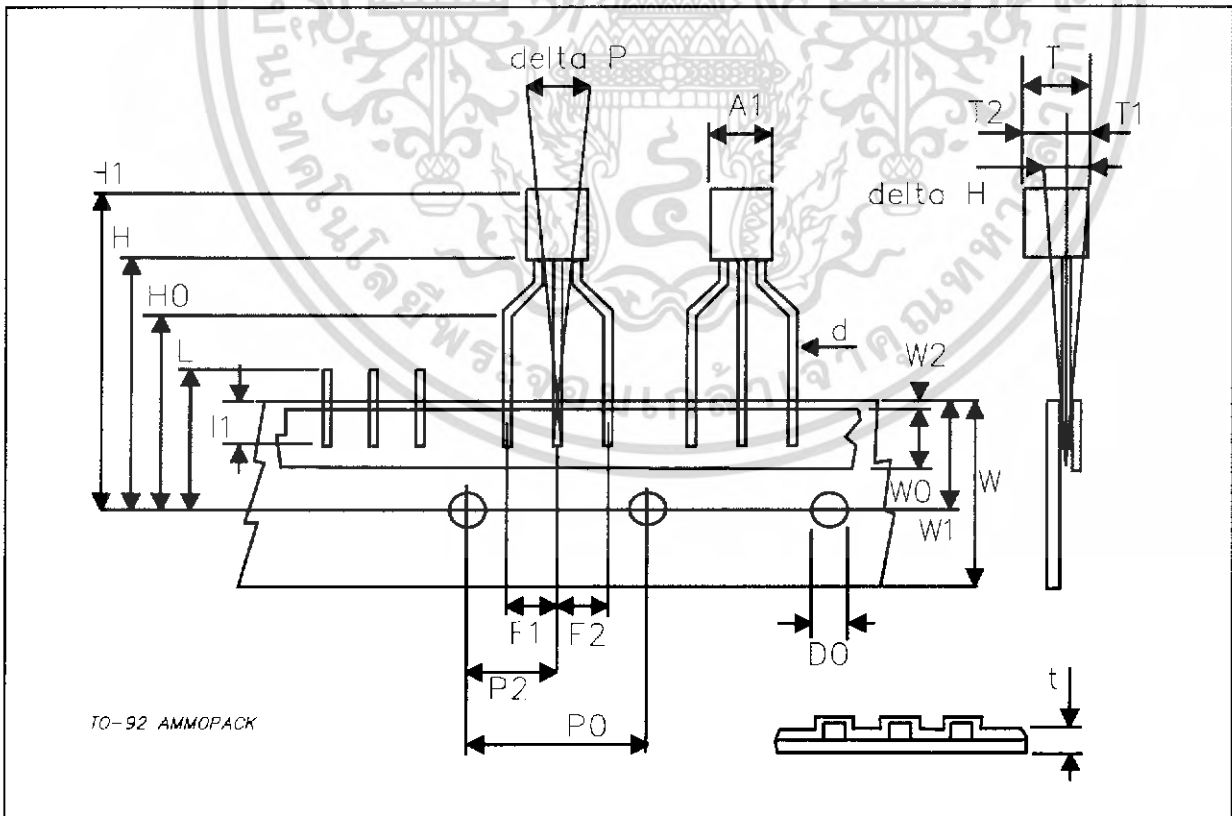 delta P
A1
T
T2
T1
H1
delta H
H
H0
d
L
W2
I1
W0
W
W1
F1
F2
D0
P2
t
P0
TO-92 AMMOPACK